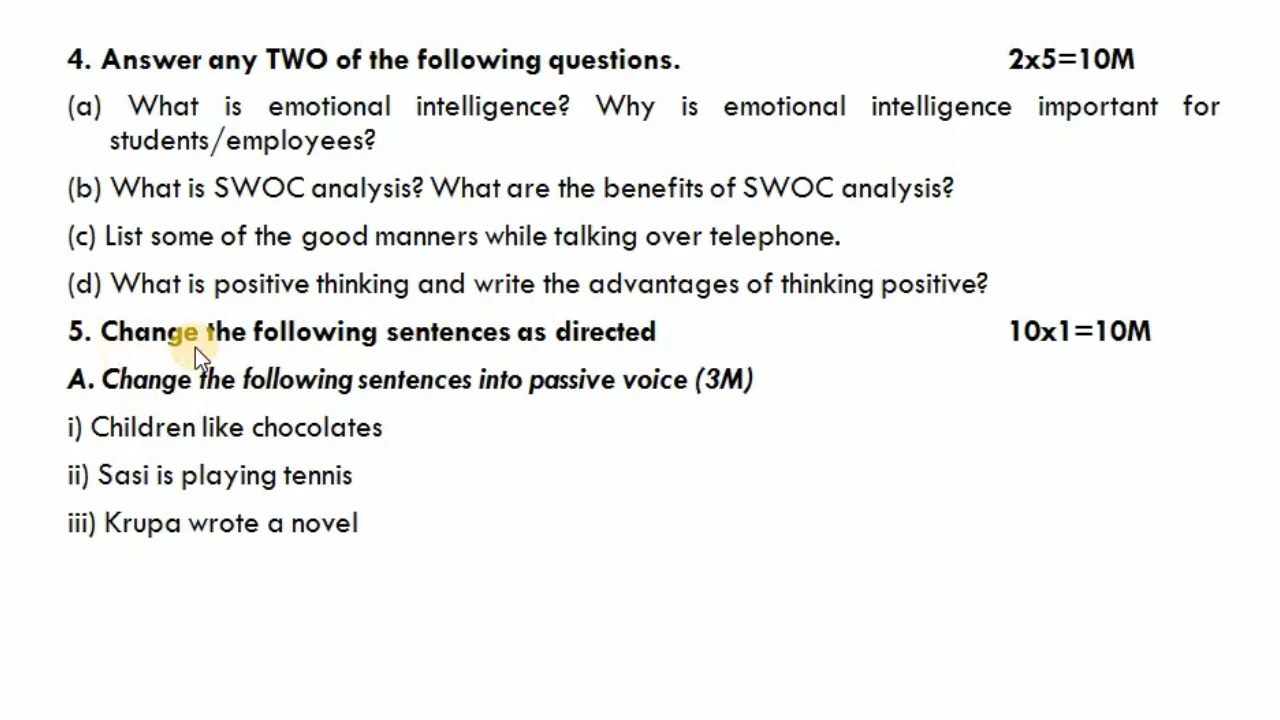 4. Answer any TWO of the following questions. 2x5=10M
(a) What is emotional intelligence? Why is emotional intelligence important for
students/employees?
(b) What is SWOC analysis? What are the benefits of SWOC analysis?
(c) List some of the good manners while talking over telephone.
(d) What is positive thinking and write the advantages of thinking positive?
5. Change the following sentences as directed 10x1=10M
A. Change the following sentences into passive voice (3M)
i) Children like chocolates
ii) Sasi is playing tennis
iii) Krupa wrote a novel